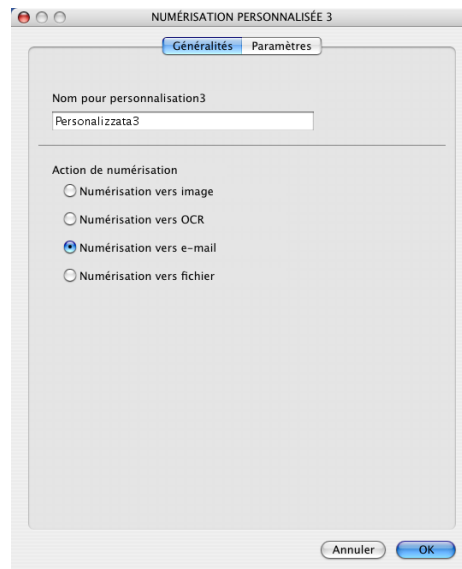 NUMÉRISATION PERSONNALISÉE 3
Généralités Paramètres
Nom pour personnalisation3
Personalizzata3
Action de numérisation
Numérisation vers image
Numérisation vers OCR
Numérisation vers e-mail
Numérisation vers fichier
Annuler OK